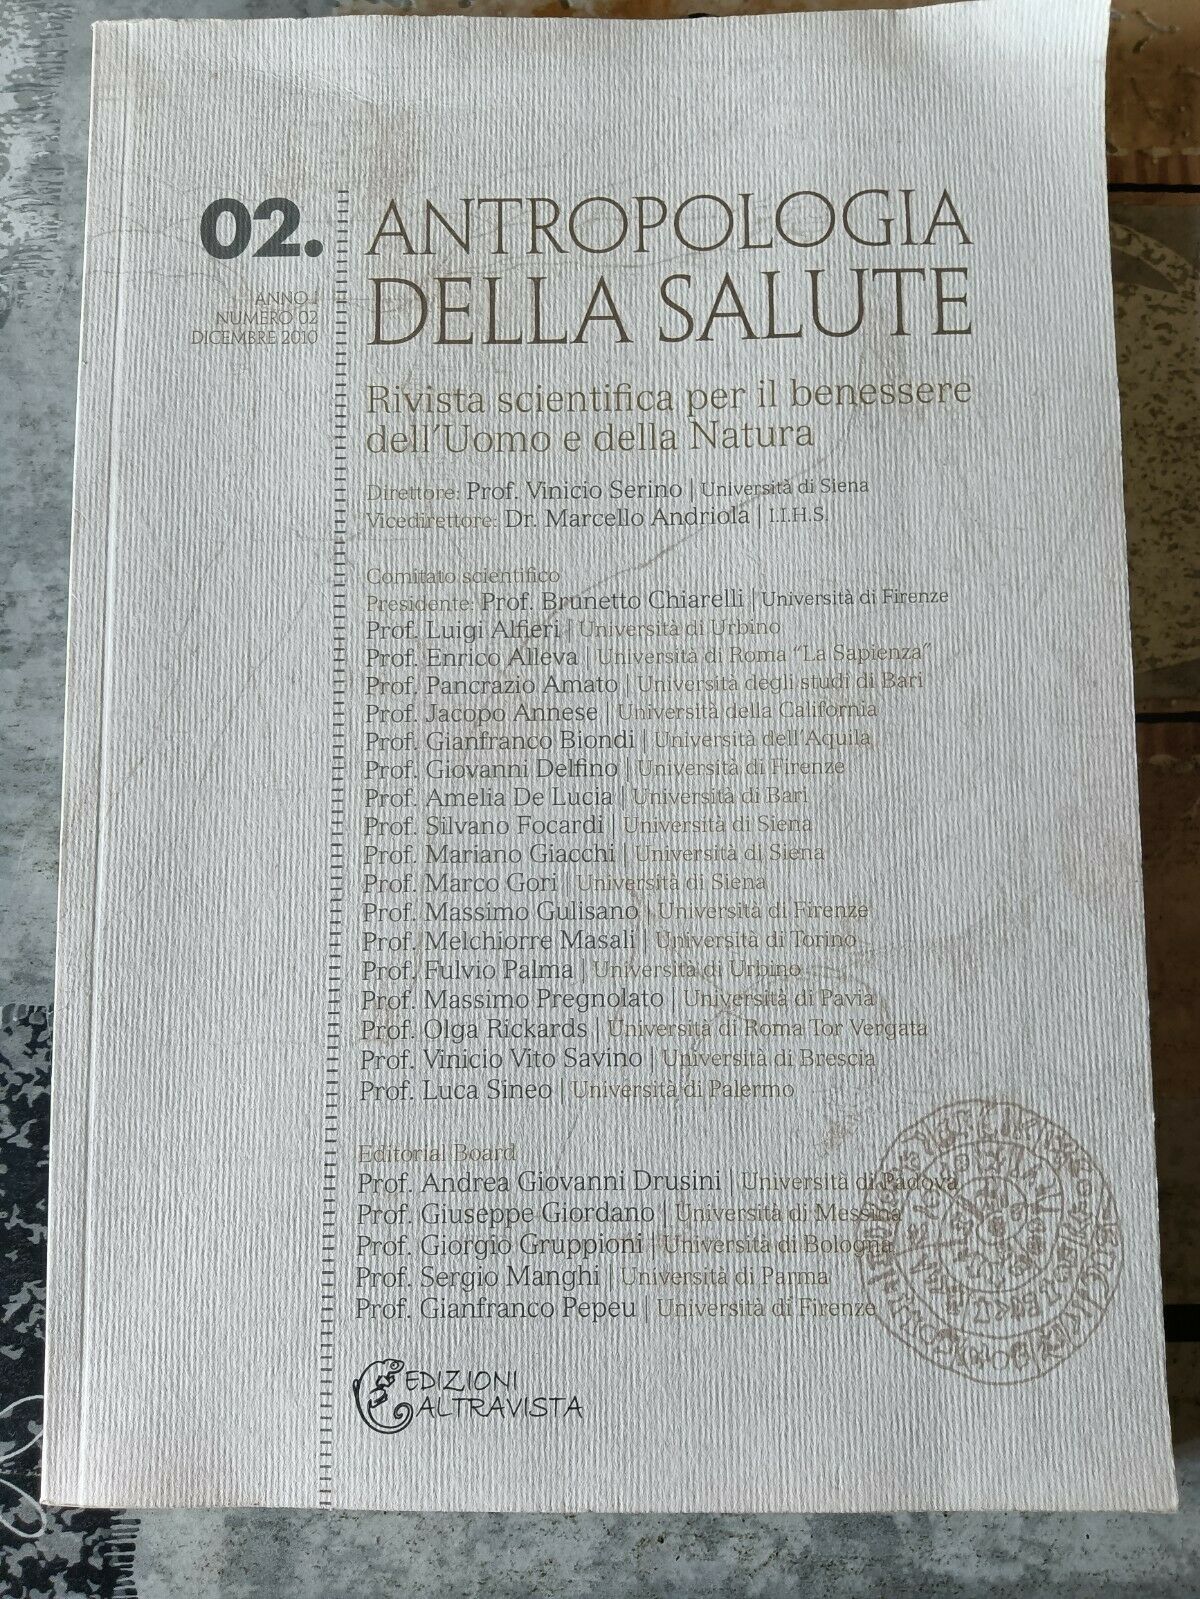 02.
ANNO I
NUMERO 02
DICEMBRE 2010
ANTROPOLOGIA
DELLA SALUTE
Rivista scientifica per il benessere
dell'Uomo e della Natura
Direttore: Prof. Vinicio Serino | Università di Siena
Vicedirettore: Dr. Marcello Andriola | I.I.H.S.
Comitato scientifico
Presidente: Prof. Brunetto Chiarelli | Università di Firenze
Prof. Luigi Alfieri | Università di Urbino
Prof. Enrico Alleva | Università di Roma "La Sapienza"
Prof. Pancrazio Amato | Università degli studi di Bari
Prof. Jacopo Annese | Università della California
Prof. Gianfranco Biondi | Università dell'Aquila
Prof. Giovanni Delfino | Università di Firenze
Prof. Amelia De Lucia | Università di Bari
Prof. Silvano Focardi | Università di Siena
Prof. Mariano Giacchi | Università di Siena
Prof. Marco Gori | Università di Siena
Prof. Massimo Gulisano | Università di Firenze
Prof. Melchiorre Masali | Università di Torino
Prof. Fulvio Palma | Università di Urbino
Prof. Massimo Pregnolato | Università di Pavia
Prof. Olga Rickards | Università di Roma Tor Vergata
Prof. Vinicio Vito Savino | Università di Brescia
Prof. Luca Sineo | Università di Palermo
Editorial Board
Prof. Andrea Giovanni Drusini | Università di Padova
Prof. Giuseppe Giordano | Università di Messina
Prof. Giorgio Gruppioni | Università di Bologna
Prof. Sergio Manghi | Università di Parma
Prof. Gianfranco Pepeu | Università di Firenze
EDIZIONI
ALTRAVISTA